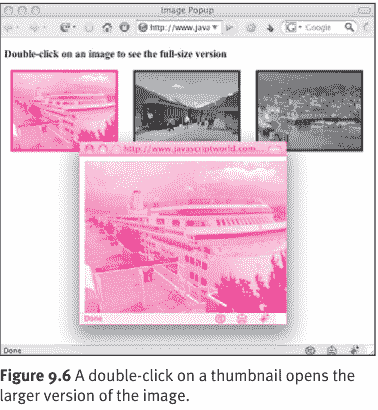 Image Popup
http://www.java
Google
Double-click on an image to see the full-size version
http://www.javascriptworld.com...
Done
Done
Figure 9.6 A double-click on a thumbnail opens the
larger version of the image.